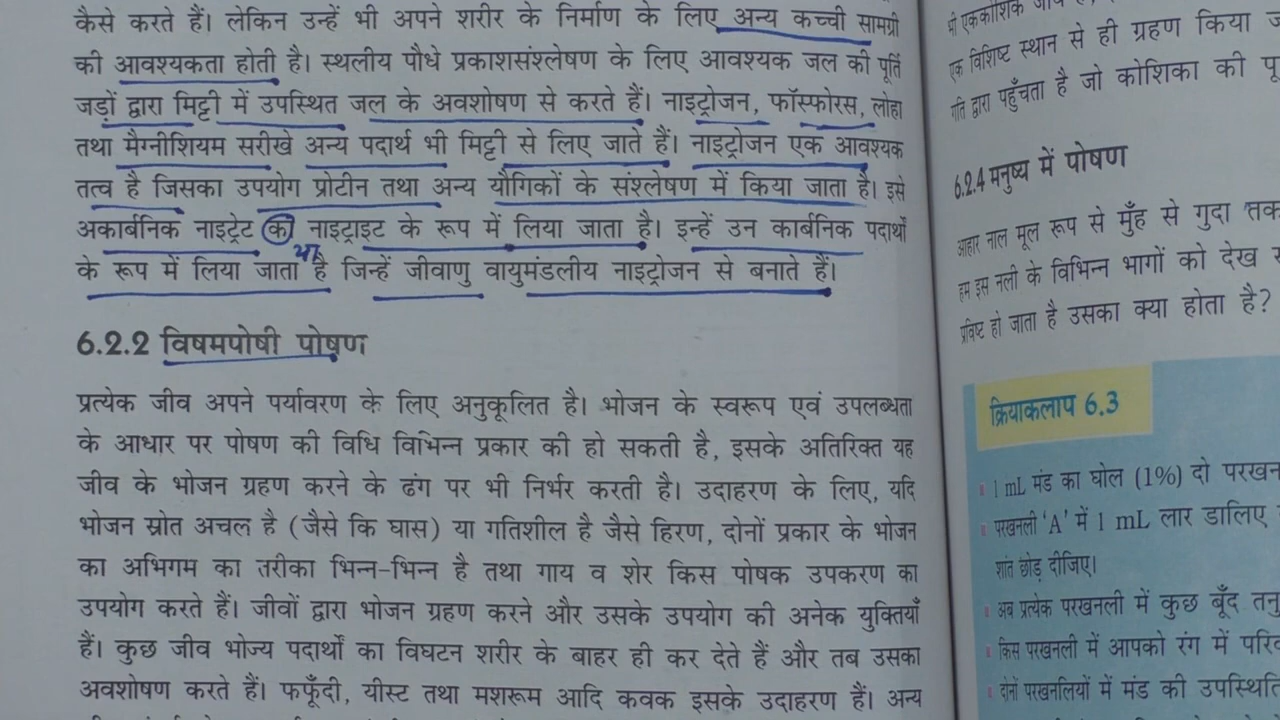 कैसे करते हैं। लेकिन उन्हें भी अपने शरीर के निर्माण के लिए अन्य कच्ची सामग्री
की आवश्यकता होती है। स्थलीय पौधे प्रकाशसंश्लेषण के लिए आवश्यक जल की पूर्ति
जड़ों द्वारा मिट्टी में उपस्थित जल के अवशोषण से करते हैं। नाइट्रोजन, फॉस्फोरस, लोहा
तथा मैग्नीशियम सरीखे अन्य पदार्थ भी मिट्टी से लिए जाते हैं। नाइट्रोजन एक आवश्यक
तत्व है जिसका उपयोग प्रोटीन तथा अन्य यौगिकों के संश्लेषण में किया जाता है। इसे
अकार्बनिक नाइट्रेट का नाइट्राइट के रूप में लिया जाता है। इन्हें उन कार्बनिक पदार्थों
या
के रूप में लिया जाता है जिन्हें जीवाणु वायुमंडलीय नाइट्रोजन से बनाते हैं।
6.2.2 विषमपोषी पोषण
प्रत्येक जीव अपने पर्यावरण के लिए अनुकूलित है। भोजन के स्वरूप एवं उपलब्धता
के आधार पर पोषण की विधि विभिन्न प्रकार की हो सकती है, इसके अतिरिक्त यह
जीव के भोजन ग्रहण करने के ढंग पर भी निर्भर करती है। उदाहरण के लिए, यदि
भोजन स्रोत अचल है (जैसे कि घास) या गतिशील है जैसे हिरण, दोनों प्रकार के भोजन
का अभिगम का तरीका भिन्न-भिन्न है तथा गाय व शेर किस पोषक उपकरण का
उपयोग करते हैं। जीवों द्वारा भोजन ग्रहण करने और उसके उपयोग की अनेक युक्तियाँ
हैं। कुछ जीव भोज्य पदार्थों का विघटन शरीर के बाहर ही कर देते हैं और तब उसका
अवशोषण करते हैं। फफूँदी, यीस्ट तथा मशरूम आदि कवक इसके उदाहरण हैं। अन्य
भी एककोशिक
एक विशिष्ट स्थान से ही ग्रहण किया
गति द्वारा पहुँचता है जो कोशिका की
6.2.4 मनुष्य में पोषण
आहार नाल मूल रूप से मुँह से गुदा तक
हम इस नली के विभिन्न भागों को देख
प्रविष्ट हो जाता है उसका क्या होता है?
क्रियाकलाप 6.3
1 mL मंड का घोल (1%) दो
परखनली 'A' में 1 mL लार डालिए
शांत छोड़ दीजिए।
अब प्रत्येक परखनली में कुछ बूँद
किस परखनली में आपको रंग में
दोनों परखनलियों में मंड की